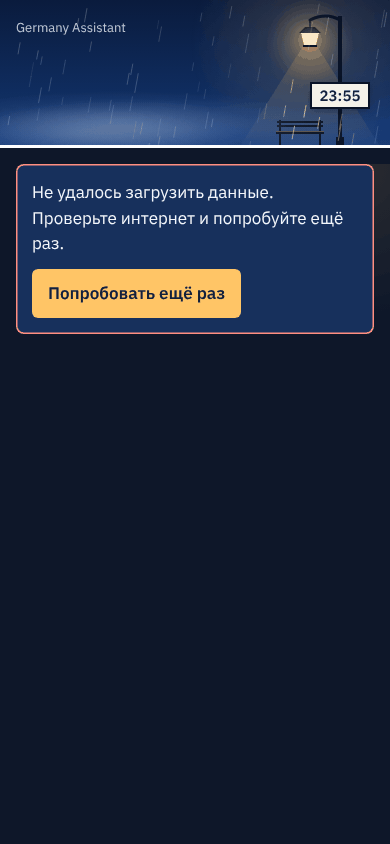 Germany Assistant
23:55
Не удалось загрузить данные.
Проверьте интернет и попробуйте ещё
раз.
Попробовать ещё раз